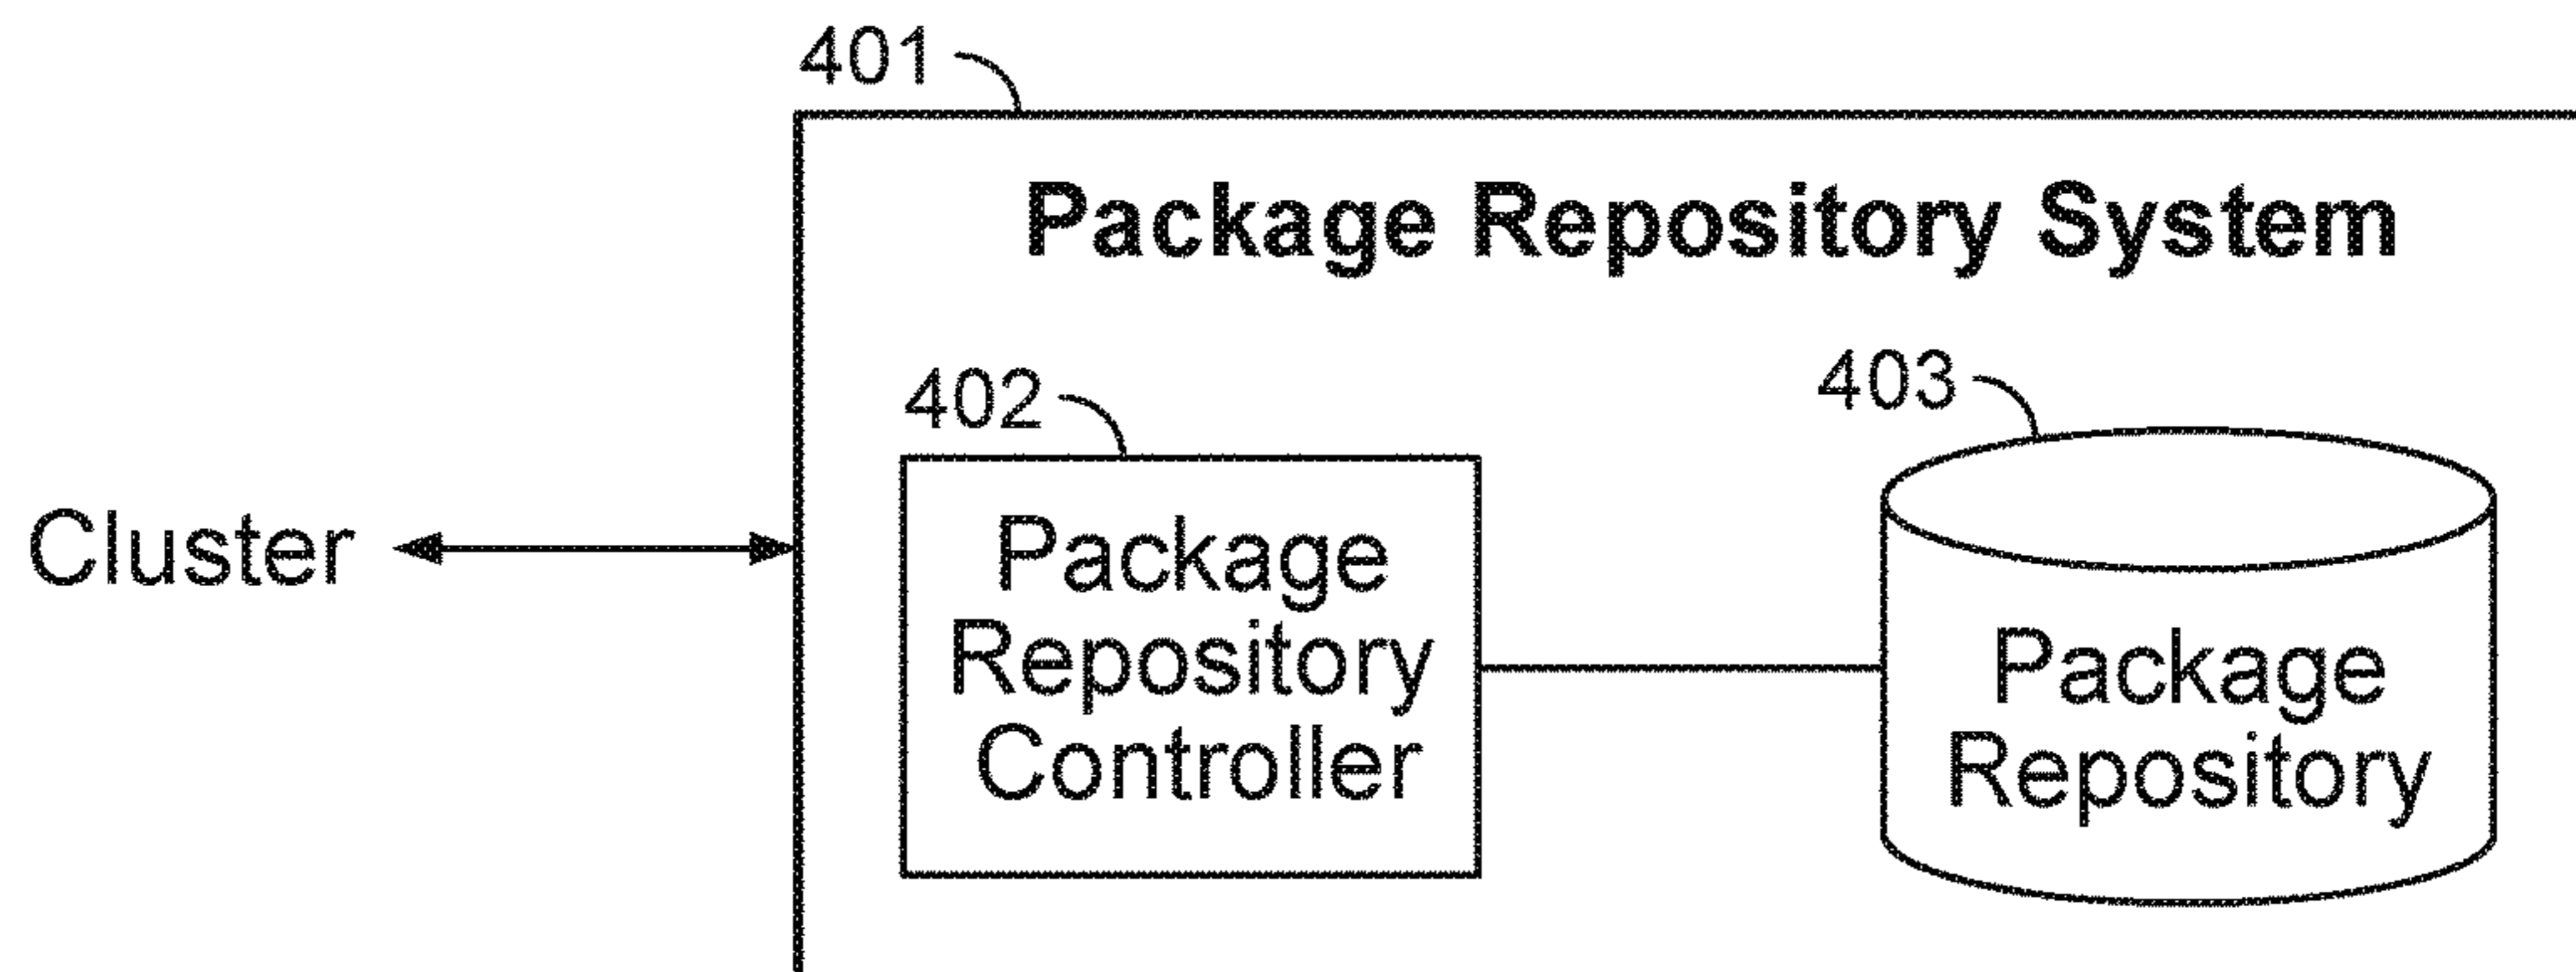 401
Package Repository System
402
403
Cluster
Package
Repository
Controller
Package
Repository